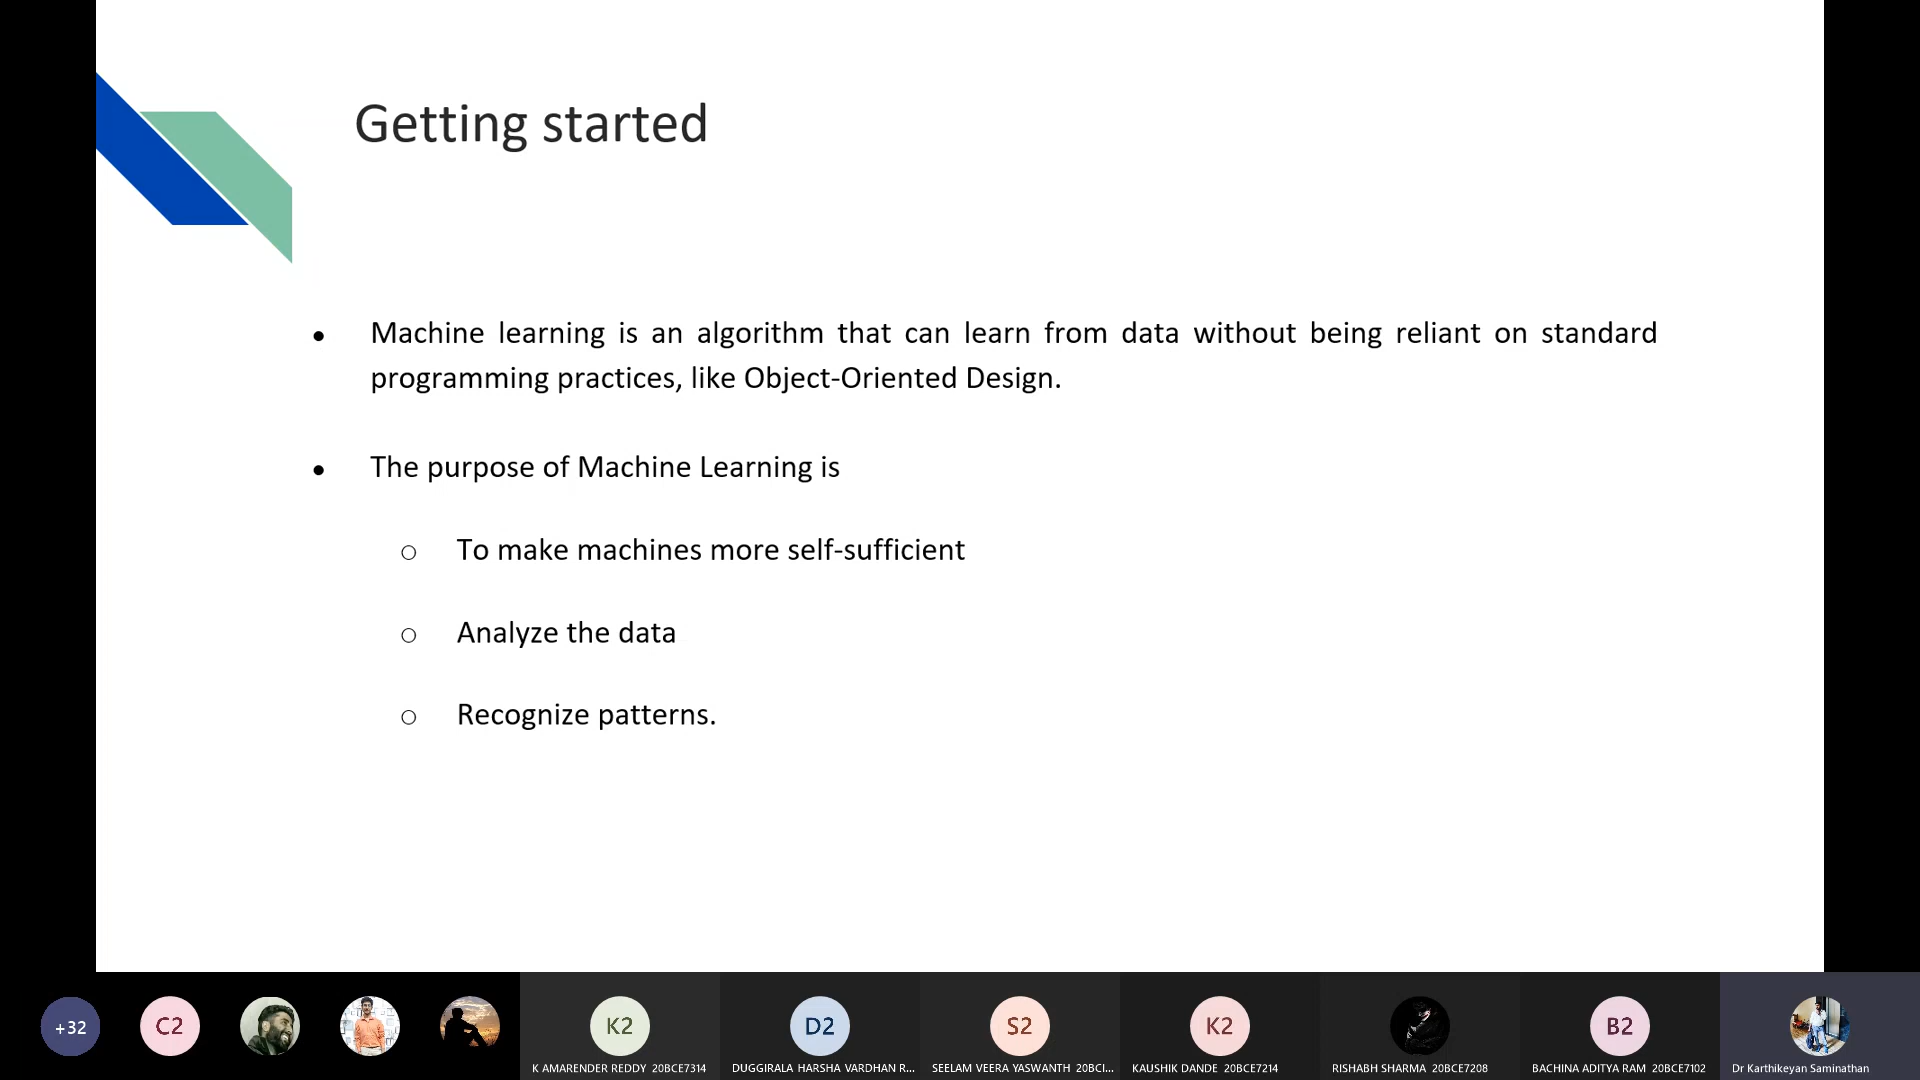 Getting started
● Machine learning is an algorithm that can learn from data without being reliant on standard
programming practices, like Object-Oriented Design.
● The purpose of Machine Learning is
○ To make machines more self-sufficient
○ Analyze the data
○ Recognize patterns.
+32
C2
K2
D2
S2
K2
B2
K AMARENDER REDDY 20BCE7314
DUGGIRALA HARSHA VARDHAN R...
SEELAM VEERA YASWANTH 20BCI...
KAUSHIK DANDE 20BCE7214
RISHABH SHARMA 20BCE7208
BACHINA ADITYA RAM 20BCE7102
Dr Karthikeyan Saminathan